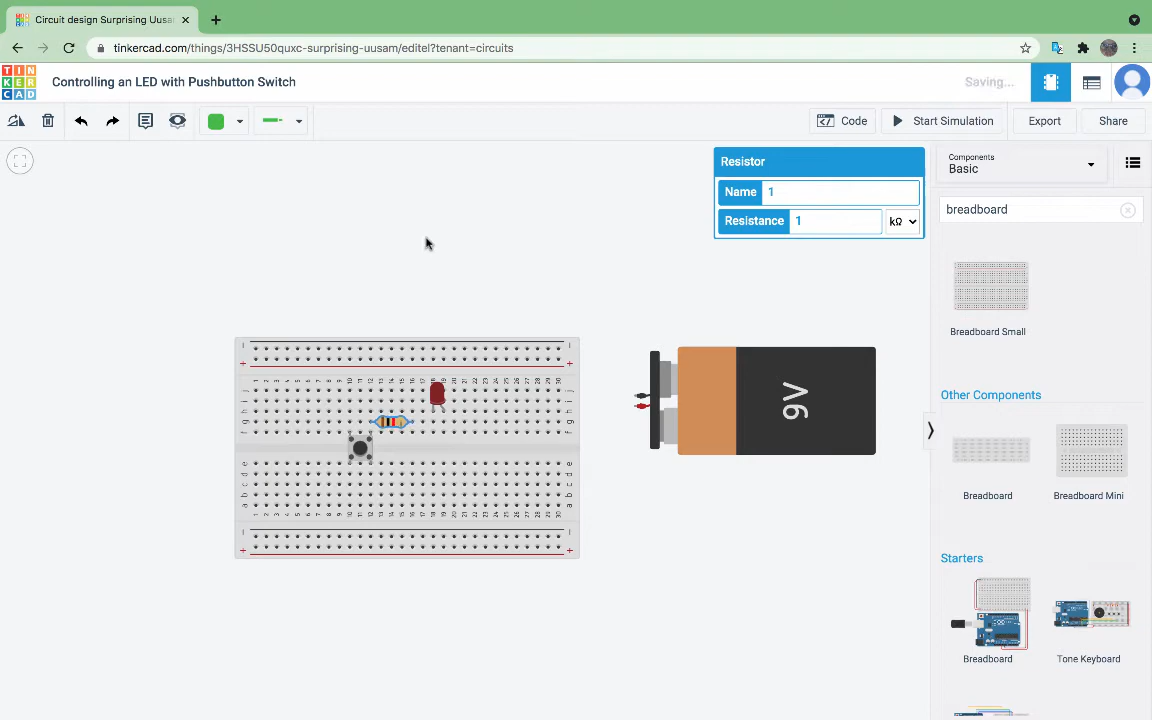 Circuit design Surprising Uusa
tinkercad.com/things/3HSSU50quxc-surprising-uusam/editel?tenant=circuits
TIN
KER
CAD
Controlling an LED with Pushbutton Switch
Saving...
Code
Start Simulation
Export
Share
Resistor
Name 1
Resistance 1 kΩ
Components
Basic
breadboard
Breadboard Small
Other Components
Breadboard
Breadboard Mini
Starters
Breadboard
Tone Keyboard
9V